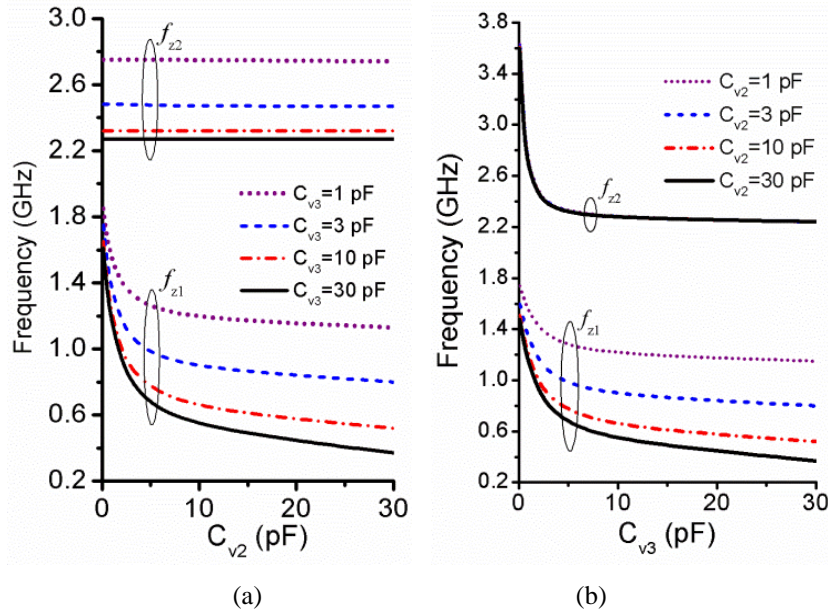 3.0
2.6
2.2
1.8
1.4
1.0
0.6
0.2
Frequency (GHz)
f_z2
C_v3=1 pF
C_v3=3 pF
C_v3=10 pF
C_v3=30 pF
f_z1
0
10
20
30
C_v2 (pF)
(a)
3.8
3.4
3.0
2.6
2.2
1.8
1.4
1.0
0.6
0.2
Frequency (GHz)
C_v2=1 pF
C_v2=3 pF
C_v2=10 pF
C_v2=30 pF
f_z2
f_z1
0
10
20
30
C_v3 (pF)
(b)